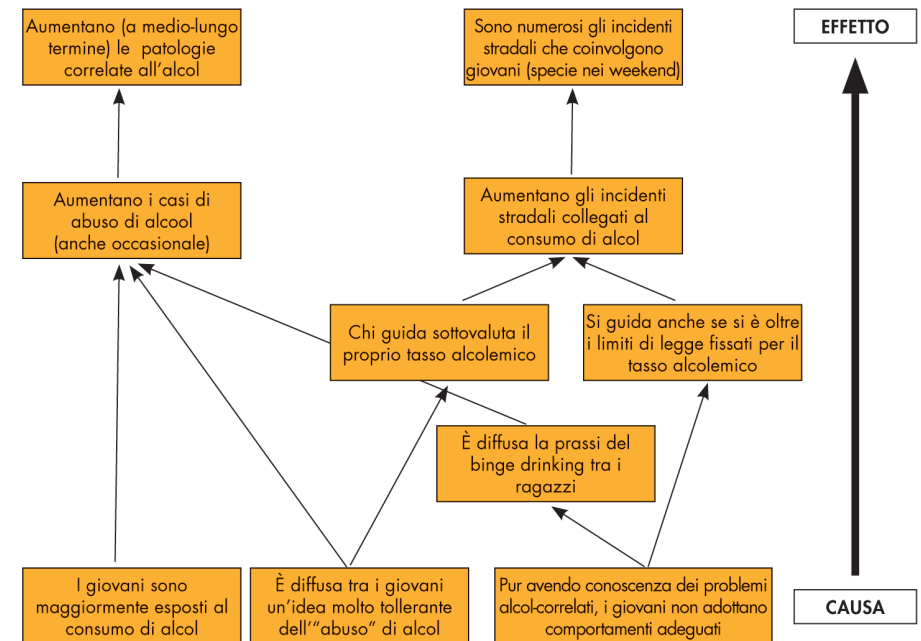 Aumentano (a medio-lungo
termine) le patologie
correlate all'alcol
Sono numerosi gli incidenti
stradali che coinvolgono
giovani (specie nei weekend)
EFFETTO
Aumentano i casi di
abuso di alcool
(anche occasionale)
Aumentano gli incidenti
stradali collegati al
consumo di alcol
Chi guida sottovaluta il
proprio tasso alcolemico
Si guida anche se si è oltre
i limiti di legge fissati per il
tasso alcolemico
È diffusa la prassi del
binge drinking tra i
ragazzi
I giovani sono
maggiormente esposti al
consumo di alcol
È diffusa tra i giovani
un'idea molto tollerante
dell'“abuso” di alcol
Pur avendo conoscenza dei problemi
alcol-correlati, i giovani non adottano
comportamenti adeguati
CAUSA